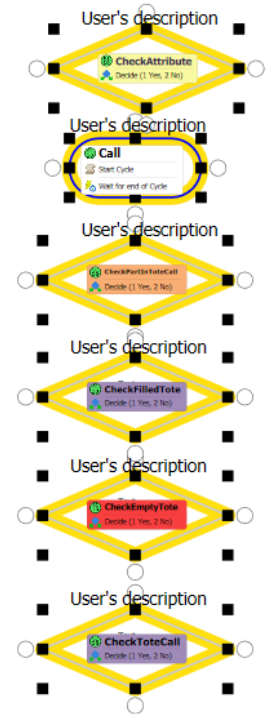 User's description
CheckAttribute
Decide (1 Yes, 2 No)
User's description
Call
Start Cycle
Wait for end of Cycle
User's description
CheckPartInToteCall
Decide (1 Yes, 2 No)
User's description
CheckFilledTote
Decide (1 Yes, 2 No)
User's description
CheckEmptyTote
Decide (1 Yes, 2 No)
User's description
CheckToteCall
Decide (1 Yes, 2 No)